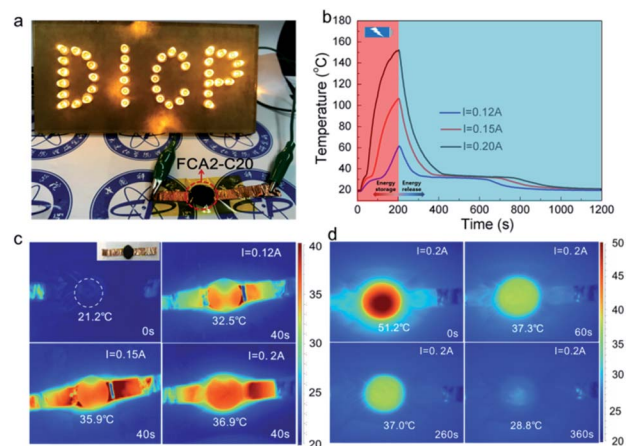 a
DICP
FCA2-C20
b
Temperature (°C)
180
160
140
120
100
80
60
40
20
I=0.12A
I=0.15A
I=0.20A
Energy storage
Energy release
0 200 400 600 800 1000 1200
Time (s)
c
21.2℃
0s
I=0.12A
32.5℃
40s
I=0.15A
35.9℃
40s
I=0.2A
36.9℃
40s
40
35
30
25
20
d
I=0.2A
51.2℃
0s
I=0.2A
37.3℃
60s
I=0.2A
37.0℃
260s
I=0.2A
28.8℃
360s
50
45
40
35
30
25
20